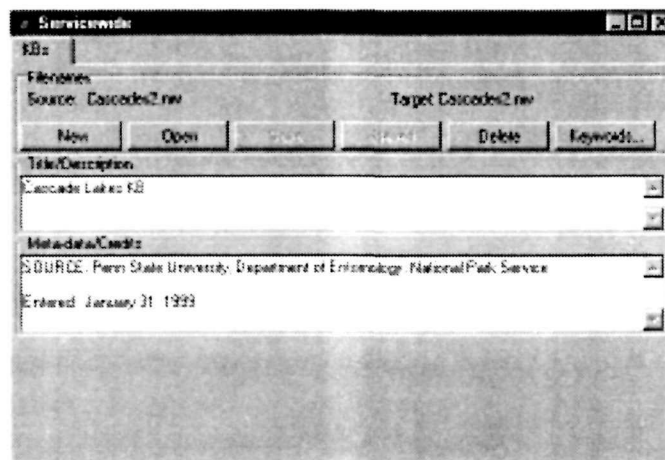 Servicewide
KBs
Filenames
Source: Cascades2.nw Target Cascades2.nw
New Open Save Delete Keywords...
Title/Description
Cascade Lakes KB
Meta-data/Credits
SOURCE: Penn State University, Department of Entomology, National Park Service
Entered: January 31, 1999